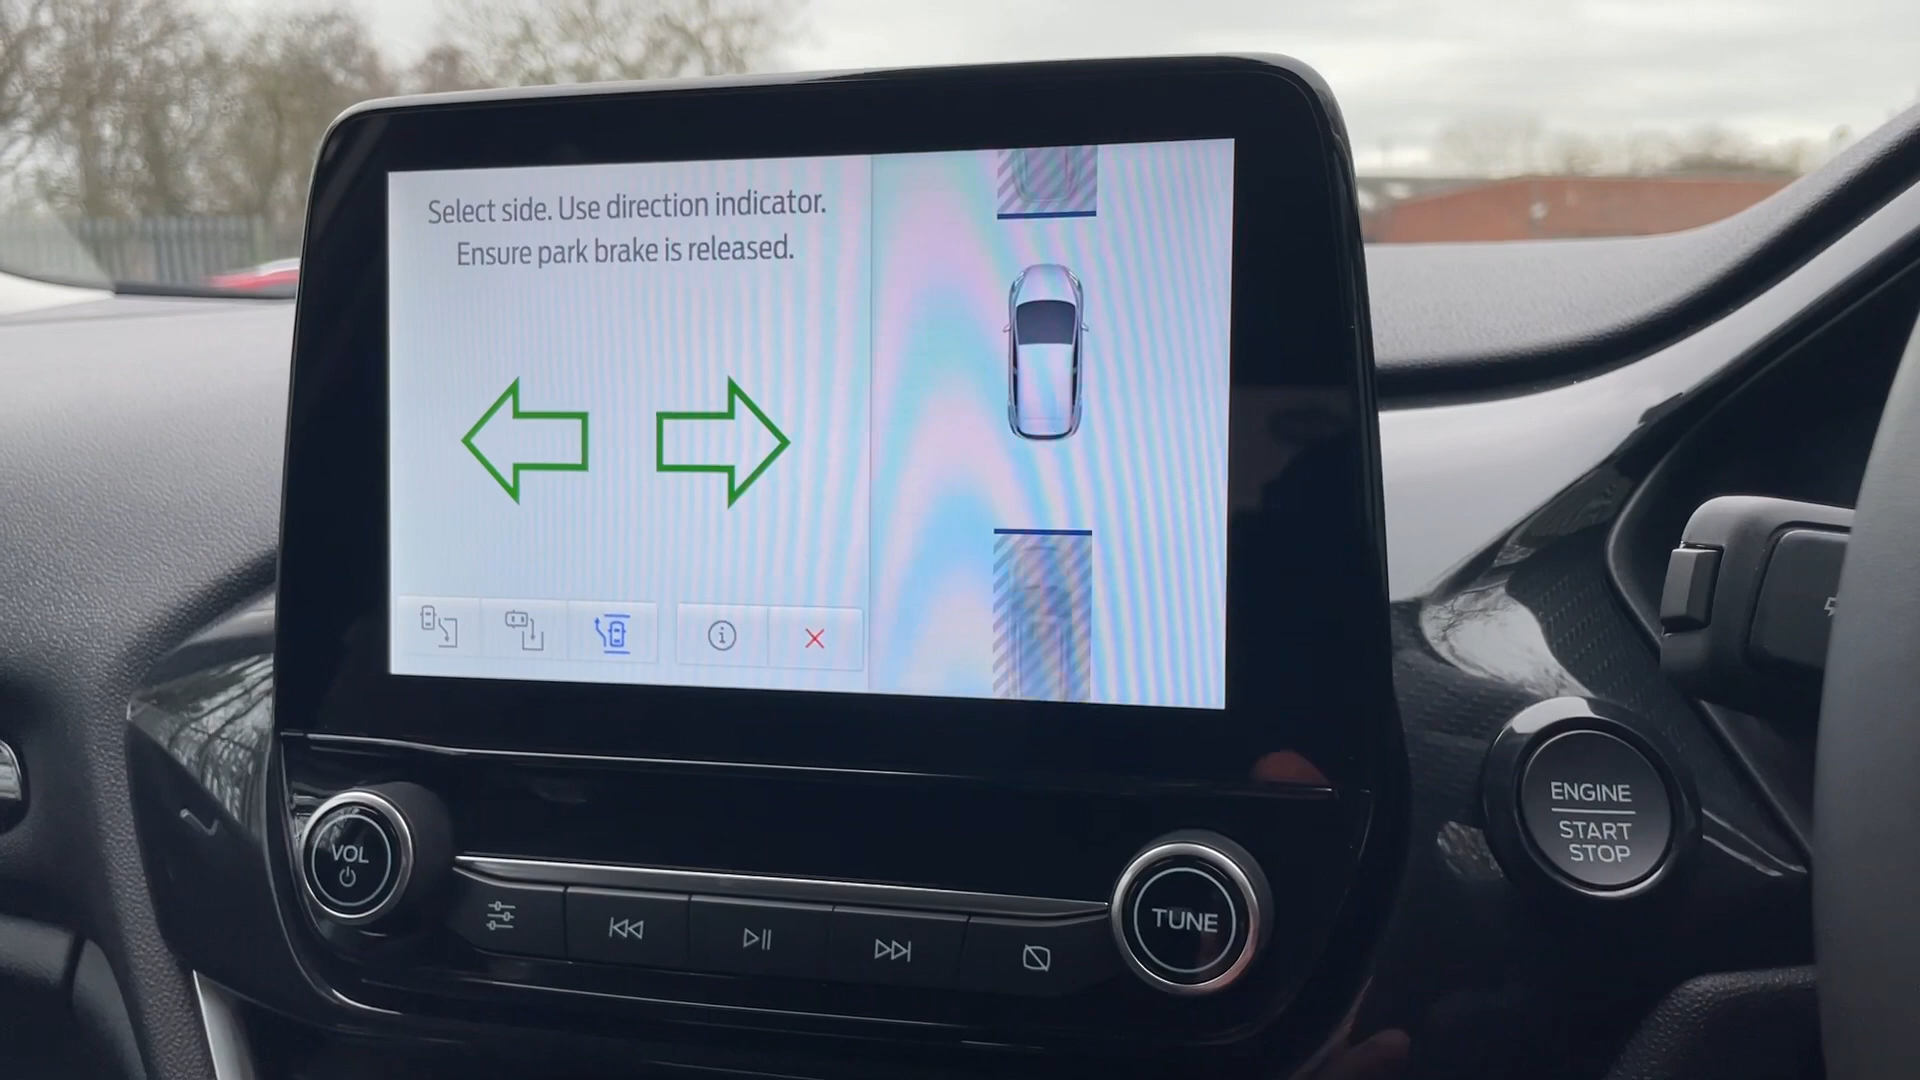 Select side. Use direction indicator.
Ensure park brake is released.
VOL
TUNE
ENGINE
START
STOP